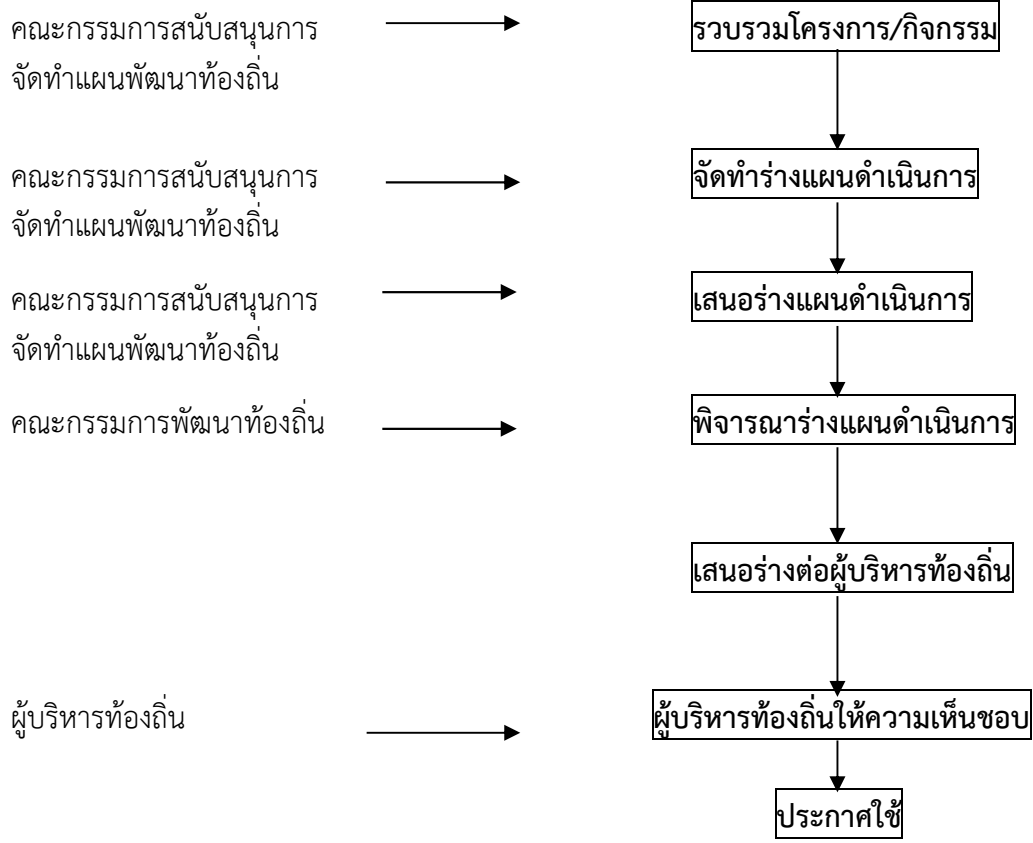 คณะกรรมการสนับสนุนการ
จัดทำแผนพัฒนาท้องถิ่น
รวบรวมโครงการ/กิจกรรม
คณะกรรมการสนับสนุนการ
จัดทำแผนพัฒนาท้องถิ่น
จัดทำร่างแผนดำเนินการ
คณะกรรมการสนับสนุนการ
จัดทำแผนพัฒนาท้องถิ่น
เสนอร่างแผนดำเนินการ
คณะกรรมการพัฒนาท้องถิ่น
พิจารณาร่างแผนดำเนินการ
เสนอร่างต่อผู้บริหารท้องถิ่น
ผู้บริหารท้องถิ่น
ผู้บริหารท้องถิ่นให้ความเห็นชอบ
ประกาศใช้